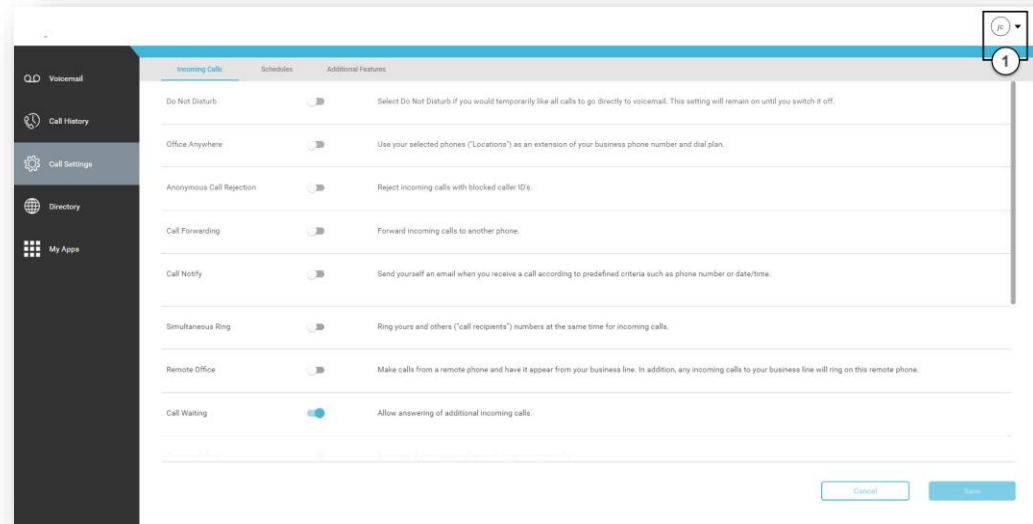 jc
1
Voicemail
Call History
Call Settings
Directory
My Apps
Incoming Calls Schedules Additional Features
Do Not Disturb Select Do Not Disturb if you would temporarily like all calls to go directly to voicemail. This setting will remain on until you switch it off.
Office Anywhere Use your selected phones ("Locations") as an extension of your business phone number and dial plan.
Anonymous Call Rejection Reject incoming calls with blocked caller ID's.
Call Forwarding Forward incoming calls to another phone.
Call Notify Send yourself an email when you receive a call according to predefined criteria such as phone number or date/time.
Simultaneous Ring Ring yours and others ("call recipients") numbers at the same time for incoming calls.
Remote Office Make calls from a remote phone and have it appear from your business line. In addition, any incoming calls to your business line will ring on this remote phone.
Call Waiting Allow answering of additional incoming calls.
Cancel Save